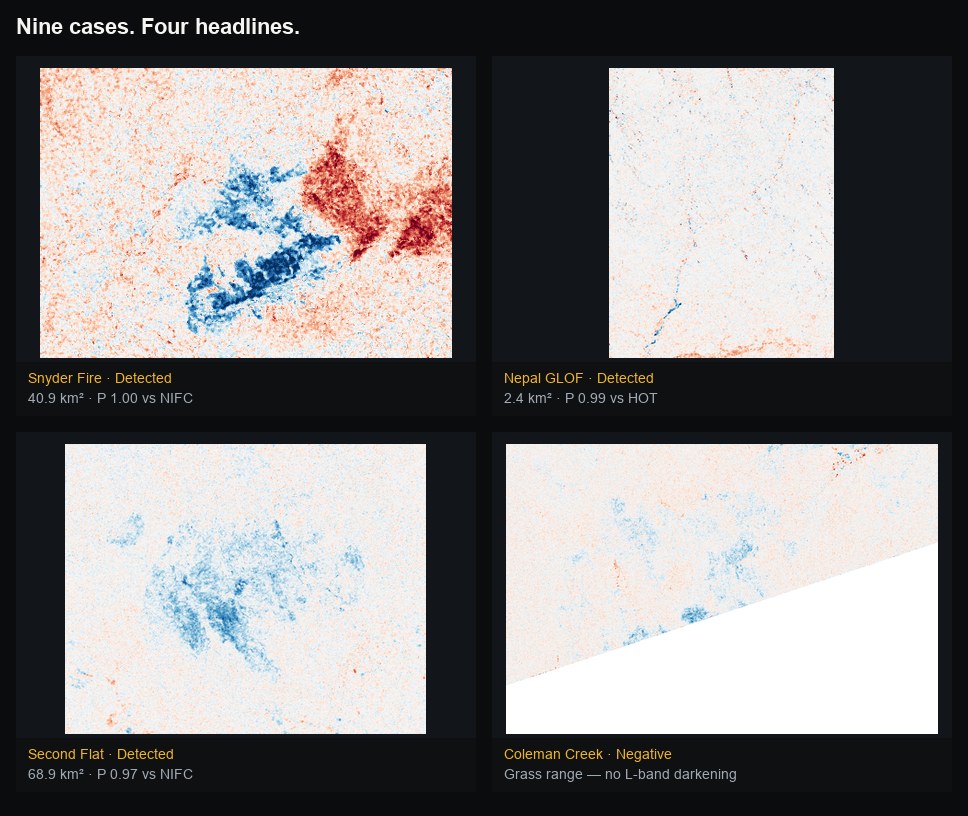 Nine cases. Four headlines.
Snyder Fire · Detected
40.9 km² · P 1.00 vs NIFC
Nepal GLOF · Detected
2.4 km² · P 0.99 vs HOT
Second Flat · Detected
68.9 km² · P 0.97 vs NIFC
Coleman Creek · Negative
Grass range — no L-band darkening